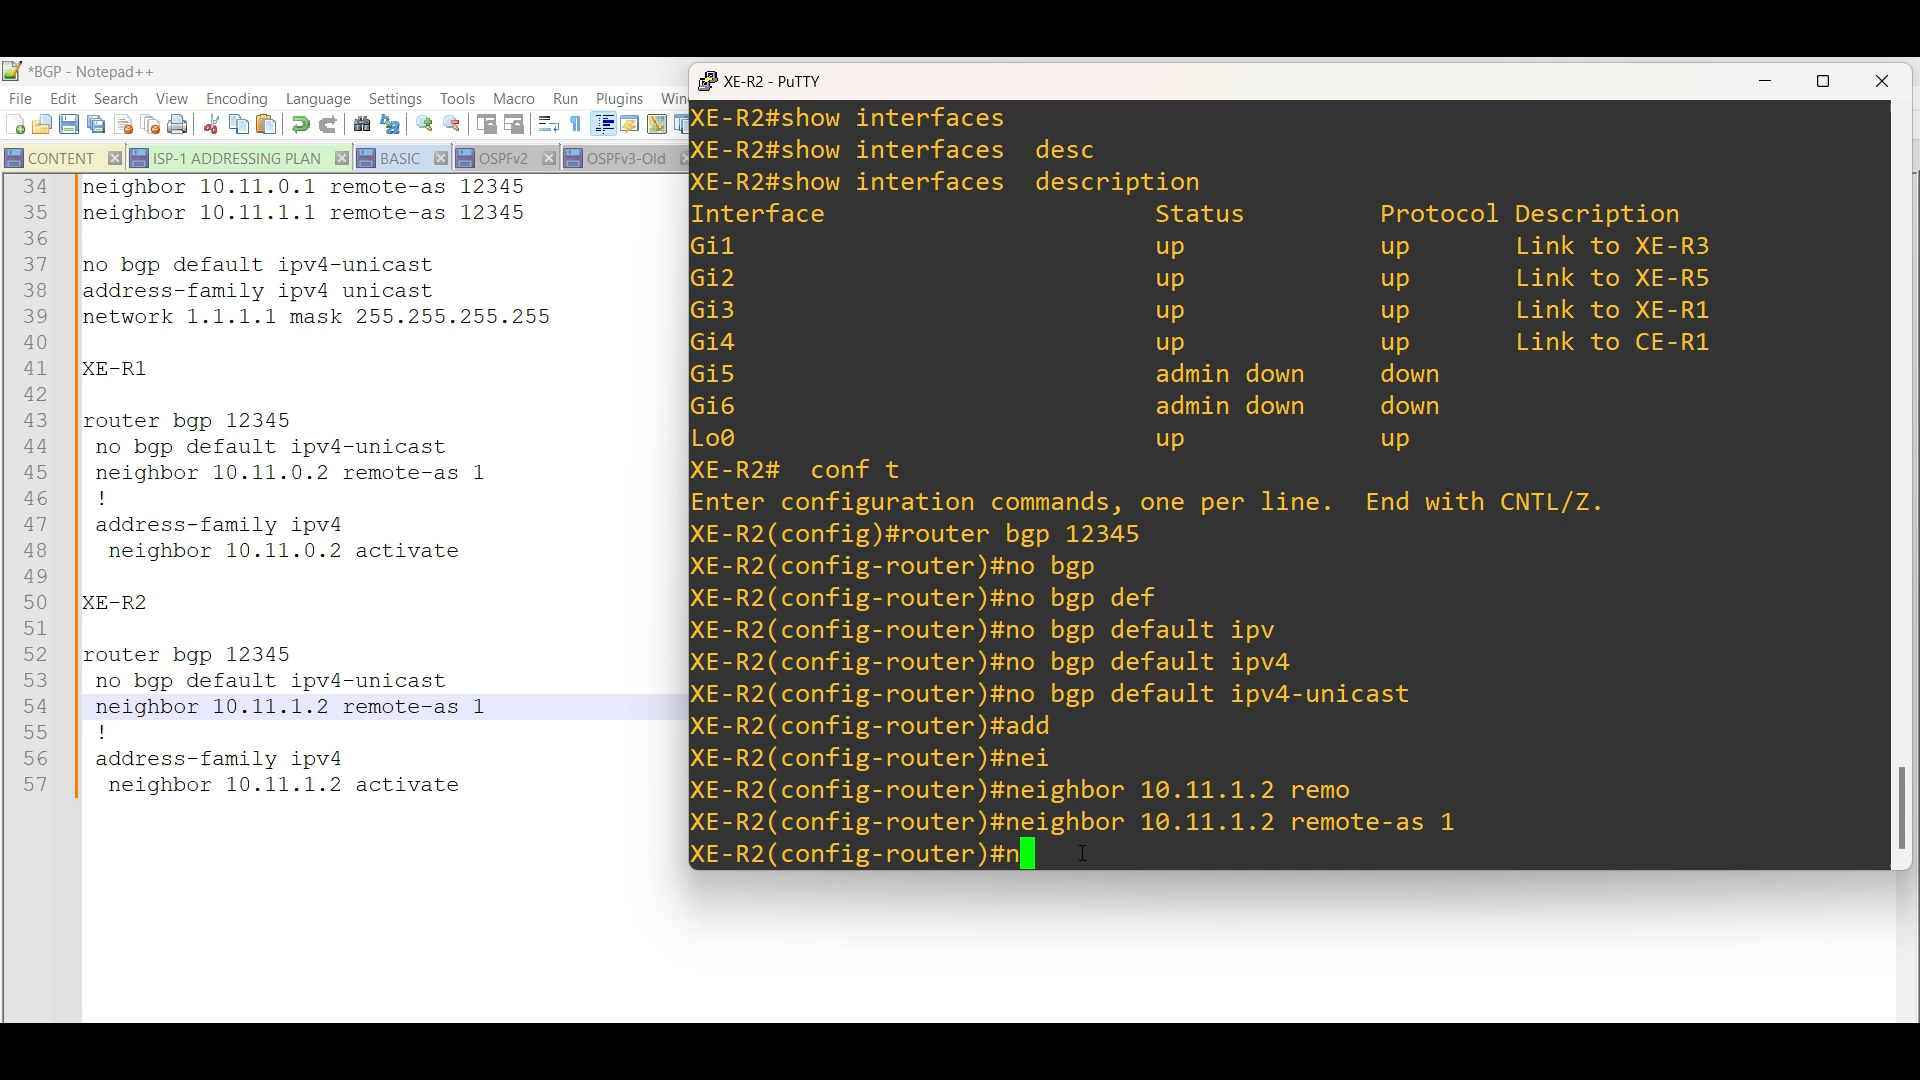 *BGP - Notepad++
File Edit Search View Encoding Language Settings Tools Macro Run Plugins Win
CONTENT ISP-1 ADDRESSING PLAN BASIC OSPFv2 OSPFv3-Old
34 neighbor 10.11.0.1 remote-as 12345
35 neighbor 10.11.1.1 remote-as 12345
36
37 no bgp default ipv4-unicast
38 address-family ipv4 unicast
39 network 1.1.1.1 mask 255.255.255.255
40
41 XE-R1
42
43 router bgp 12345
44 no bgp default ipv4-unicast
45 neighbor 10.11.0.2 remote-as 1
46 !
47 address-family ipv4
48 neighbor 10.11.0.2 activate
49
50 XE-R2
51
52 router bgp 12345
53 no bgp default ipv4-unicast
54 neighbor 10.11.1.2 remote-as 1
55 !
56 address-family ipv4
57 neighbor 10.11.1.2 activate
XE-R2 - PuTTY
XE-R2#show interfaces
XE-R2#show interfaces desc
XE-R2#show interfaces description
Interface Status Protocol Description
Gi1 up up Link to XE-R3
Gi2 up up Link to XE-R5
Gi3 up up Link to XE-R1
Gi4 up up Link to CE-R1
Gi5 admin down down
Gi6 admin down down
Lo0 up up
XE-R2# conf t
Enter configuration commands, one per line. End with CNTL/Z.
XE-R2(config)#router bgp 12345
XE-R2(config-router)#no bgp
XE-R2(config-router)#no bgp def
XE-R2(config-router)#no bgp default ipv
XE-R2(config-router)#no bgp default ipv4
XE-R2(config-router)#no bgp default ipv4-unicast
XE-R2(config-router)#add
XE-R2(config-router)#nei
XE-R2(config-router)#neighbor 10.11.1.2 remo
XE-R2(config-router)#neighbor 10.11.1.2 remote-as 1
XE-R2(config-router)#n